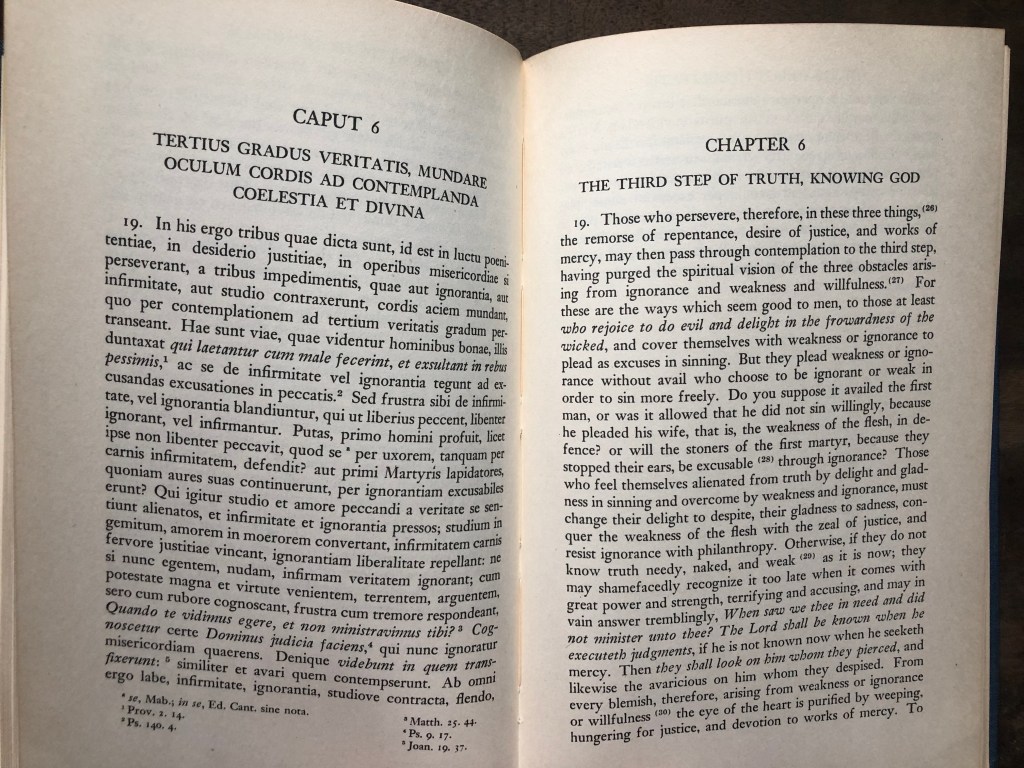 CAPUT 6
TERTIUS GRADUS VERITATIS, MUNDARE
OCULUM CORDIS AD CONTEMPLANDA
COELESTIA ET DIVINA
19. In his ergo tribus quae dicta sunt, id est in luctu poeni-
tentiae, in desiderio justitiae, in operibus misericordiae si
perseverant, a tribus impedimentis, quae aut ignorantia, aut
infirmitate, aut studio contraxerunt, cordis aciem mundant,
quo per contemplationem ad tertium veritatis gradum per-
transeant. Hae sunt viae, quae videntur hominibus bonae, illis
duntaxat qui laetantur cum male fecerint, et exsultant in rebus
pessimis,¹ ac se de infirmitate vel ignorantia tegunt ad ex-
cusandas excusationes in peccatis.² Sed frustra sibi de infirmi-
tate, vel ignorantia blandiuntur, qui ut liberius peccent, libenter
ignorant, vel infirmantur. Putas, primo homini profuit, licet
ipse non libenter peccavit, quod se * per uxorem, tanquam per
carnis infirmitatem, defendit? aut primi Martyris lapidatores,
quoniam aures suas continuerunt, per ignorantiam excusabiles
erunt? Qui igitur studio et amore peccandi a veritate se sen-
tiunt alienatos, et infirmitate et ignorantia pressos; studium in
gemitum, amorem in moerorem convertant, infirmitatem carnis
fervore justitiae vincant, ignorantiam liberalitate repellant: ne
si nunc egentem, nudam, infirmam veritatem ignorant; cum
potestate magna et virtute venientem, terrentem, arguentem,
sero cum rubore cognoscant, frustra cum tremore respondeant,
Quando te vidimus egere, et non ministravimus tibi?³ Cog-
noscetur certe Dominus judicia faciens,⁴ qui nunc ignoratur
misericordiam quaerens. Denique videbunt in quem trans-
fixerunt: ⁵ similiter et avari quem contempserunt. Ab omni
ergo labe, infirmitate, ignorantia, studiove contracta, flendo,
* se, Mab.; in se, Ed. Cant. sine nota.
¹ Prov. 2. 14.
² Ps. 140. 4.
³ Matth. 25. 44.
⁴ Ps. 9. 17.
⁵ Joan. 19. 37.
CHAPTER 6
THE THIRD STEP OF TRUTH, KNOWING GOD
19. Those who persevere, therefore, in these three things,(26)
the remorse of repentance, desire of justice, and works of
mercy, may then pass through contemplation to the third step,
having purged the spiritual vision of the three obstacles aris-
ing from ignorance and weakness and willfulness.(27) For
these are the ways which seem good to men, to those at least
who rejoice to do evil and delight in the frowardness of the
wicked, and cover themselves with weakness or ignorance to
plead as excuses in sinning. But they plead weakness or igno-
rance without avail who choose to be ignorant or weak in
order to sin more freely. Do you suppose it availed the first
man, or was it allowed that he did not sin willingly, because
he pleaded his wife, that is, the weakness of the flesh, in de-
fence? or will the stoners of the first martyr, because they
stopped their ears, be excusable (28) through ignorance? Those
who feel themselves alienated from truth by delight and glad-
ness in sinning and overcome by weakness and ignorance, must
change their delight to despite, their gladness to sadness, con-
quer the weakness of the flesh with the zeal of justice, and
resist ignorance with philanthropy. Otherwise, if they do not
know truth needy, naked, and weak (29) as it is now; they
may shamefacedly recognize it too late when it comes with
great power and strength, terrifying and accusing, and may in
vain answer tremblingly, When saw we thee in need and did
not minister unto thee? The Lord shall be known when he
executeth judgments, if he is not known now when he seeketh
mercy. Then they shall look on him whom they pierced, and
likewise the avaricious on him whom they despised. From
every blemish, therefore, arising from weakness or ignorance
or willfulness (30) the eye of the heart is purified by weeping,
hungering for justice, and devotion to works of mercy. To